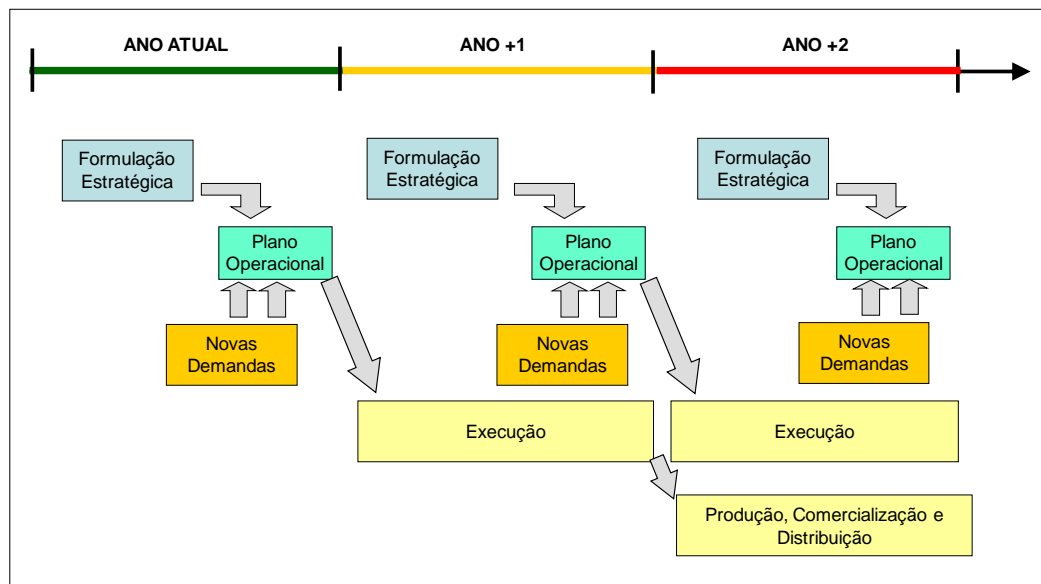 ANO ATUAL
ANO +1
ANO +2
Formulação
Estratégica
Formulação
Estratégica
Formulação
Estratégica
Plano
Operacional
Plano
Operacional
Plano
Operacional
Novas
Demandas
Novas
Demandas
Novas
Demandas
Execução
Execução
Produção, Comercialização e
Distribuição